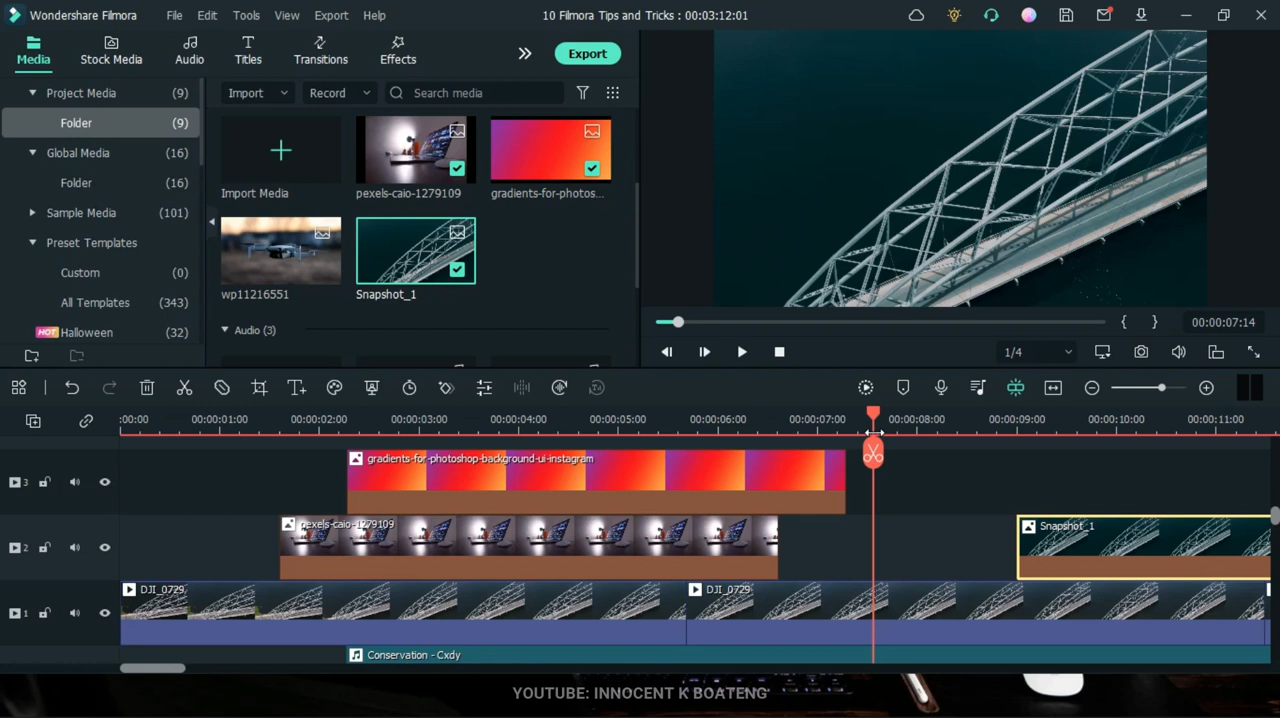 Wondershare Filmora File Edit Tools View Export Help 10 Filmora Tips and Tricks : 00:03:12:01
Media Stock Media Audio Titles Transitions Effects Export
Project Media (9)
Folder (9)
Global Media (16)
Folder (16)
Sample Media (101)
Preset Templates
Custom (0)
All Templates (343)
HOT Halloween (32)
Import Record Search media
Import Media pexels-caio-1279109 gradients-for-photos...
wp11216551 Snapshot_1
Audio (3)
{ } 00:00:07:14
1/4
:00:00 00:00:01:00 00:00:02:00 00:00:03:00 00:00:04:00 00:00:05:00 00:00:06:00 00:00:07:00 00:00:08:00 00:00:09:00 00:00:10:00 00:00:11:00
3 gradients-for-photoshop-background-ui-instagram
2 pexels-caio-1279109 Snapshot_1
1 DJI_0729 DJI_0729
Conservation - Cxdy
YOUTUBE: INNOCENT K BOATENG